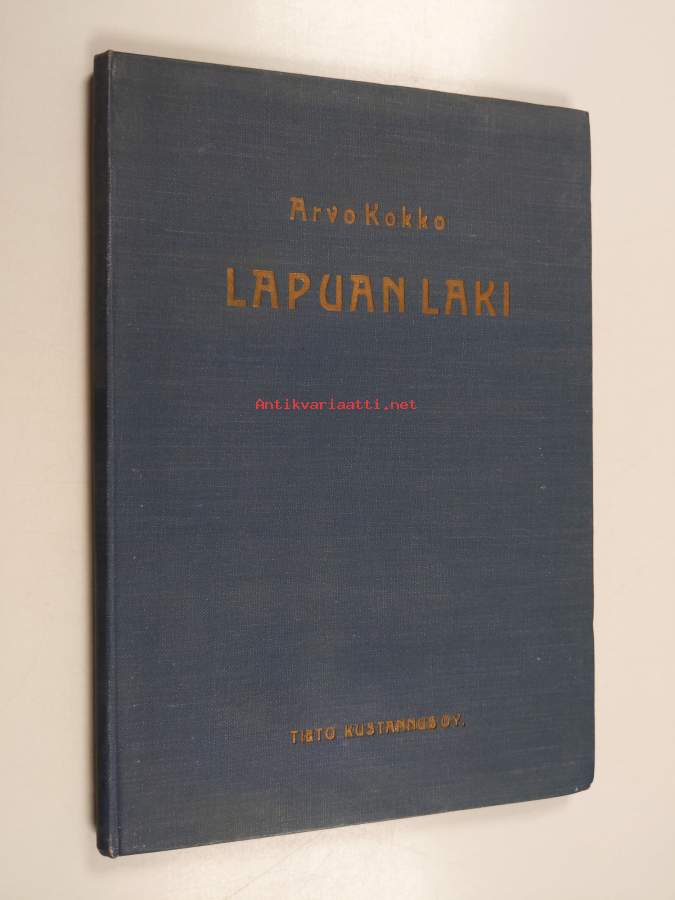 Arvo Kokko
LAPUAN LAKI
Antikvariaatti.net
TIETO KUSTANNUS OY.